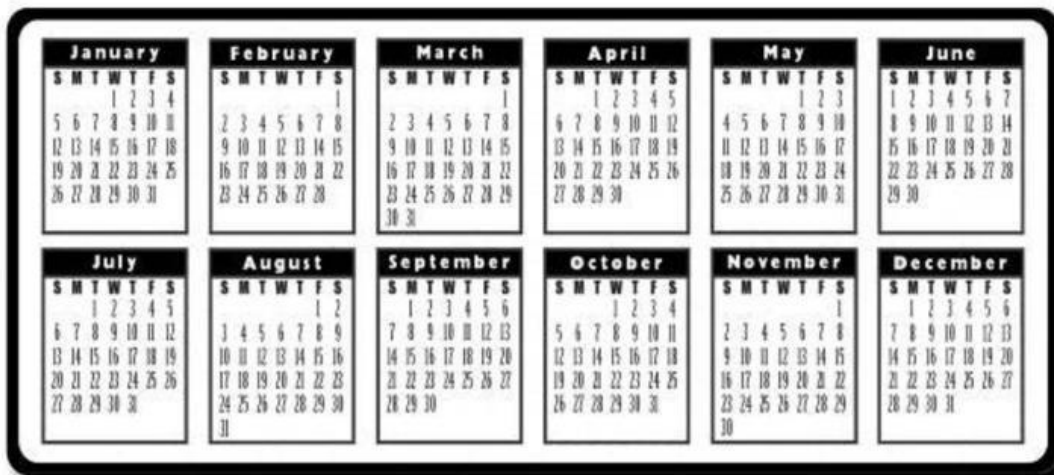 January February March April May June
S M T W T F S S M T W T F S S M T W T F S S M T W T F S S M T W T F S S M T W T F S
1 2 3 4 1 1 1 2 3 4 5 1 2 3 1 2 3 4 5 6 7
5 6 7 8 9 10 11 2 3 4 5 6 7 8 2 3 4 5 6 7 8 6 7 8 9 10 11 12 4 5 6 7 8 9 10 8 9 10 11 12 13 14
12 13 14 15 16 17 18 9 10 11 12 13 14 15 9 10 11 12 13 14 15 13 14 15 16 17 18 19 11 12 13 14 15 16 17 15 16 17 18 19 20 21
19 20 21 22 23 24 25 16 17 18 19 20 21 22 16 17 18 19 20 21 22 20 21 22 23 24 25 26 18 19 20 21 22 23 24 22 23 24 25 26 27 28
26 27 28 29 30 31 23 24 25 26 27 28 23 24 25 26 27 28 29 27 28 29 30 25 26 27 28 29 30 31 29 30
30 31
July August September October November December
S M T W T F S S M T W T F S S M T W T F S S M T W T F S S M T W T F S S M T W T F S
1 2 3 4 5 1 2 1 2 3 4 5 6 1 2 3 4 1 1 2 3 4 5 6
6 7 8 9 10 11 12 3 4 5 6 7 8 9 7 8 9 10 11 12 13 5 6 7 8 9 10 11 2 3 4 5 6 7 8 7 8 9 10 11 12 13
13 14 15 16 17 18 19 10 11 12 13 14 15 16 14 15 16 17 18 19 20 12 13 14 15 16 17 18 9 10 11 12 13 14 15 14 15 16 17 18 19 20
20 21 22 23 24 25 26 17 18 19 20 21 22 23 21 22 23 24 25 26 27 19 20 21 22 23 24 25 16 17 18 19 20 21 22 21 22 23 24 25 26 27
27 28 29 30 31 24 25 26 27 28 29 30 28 29 30 26 27 28 29 30 31 23 24 25 26 27 28 29 28 29 30 31
31 30